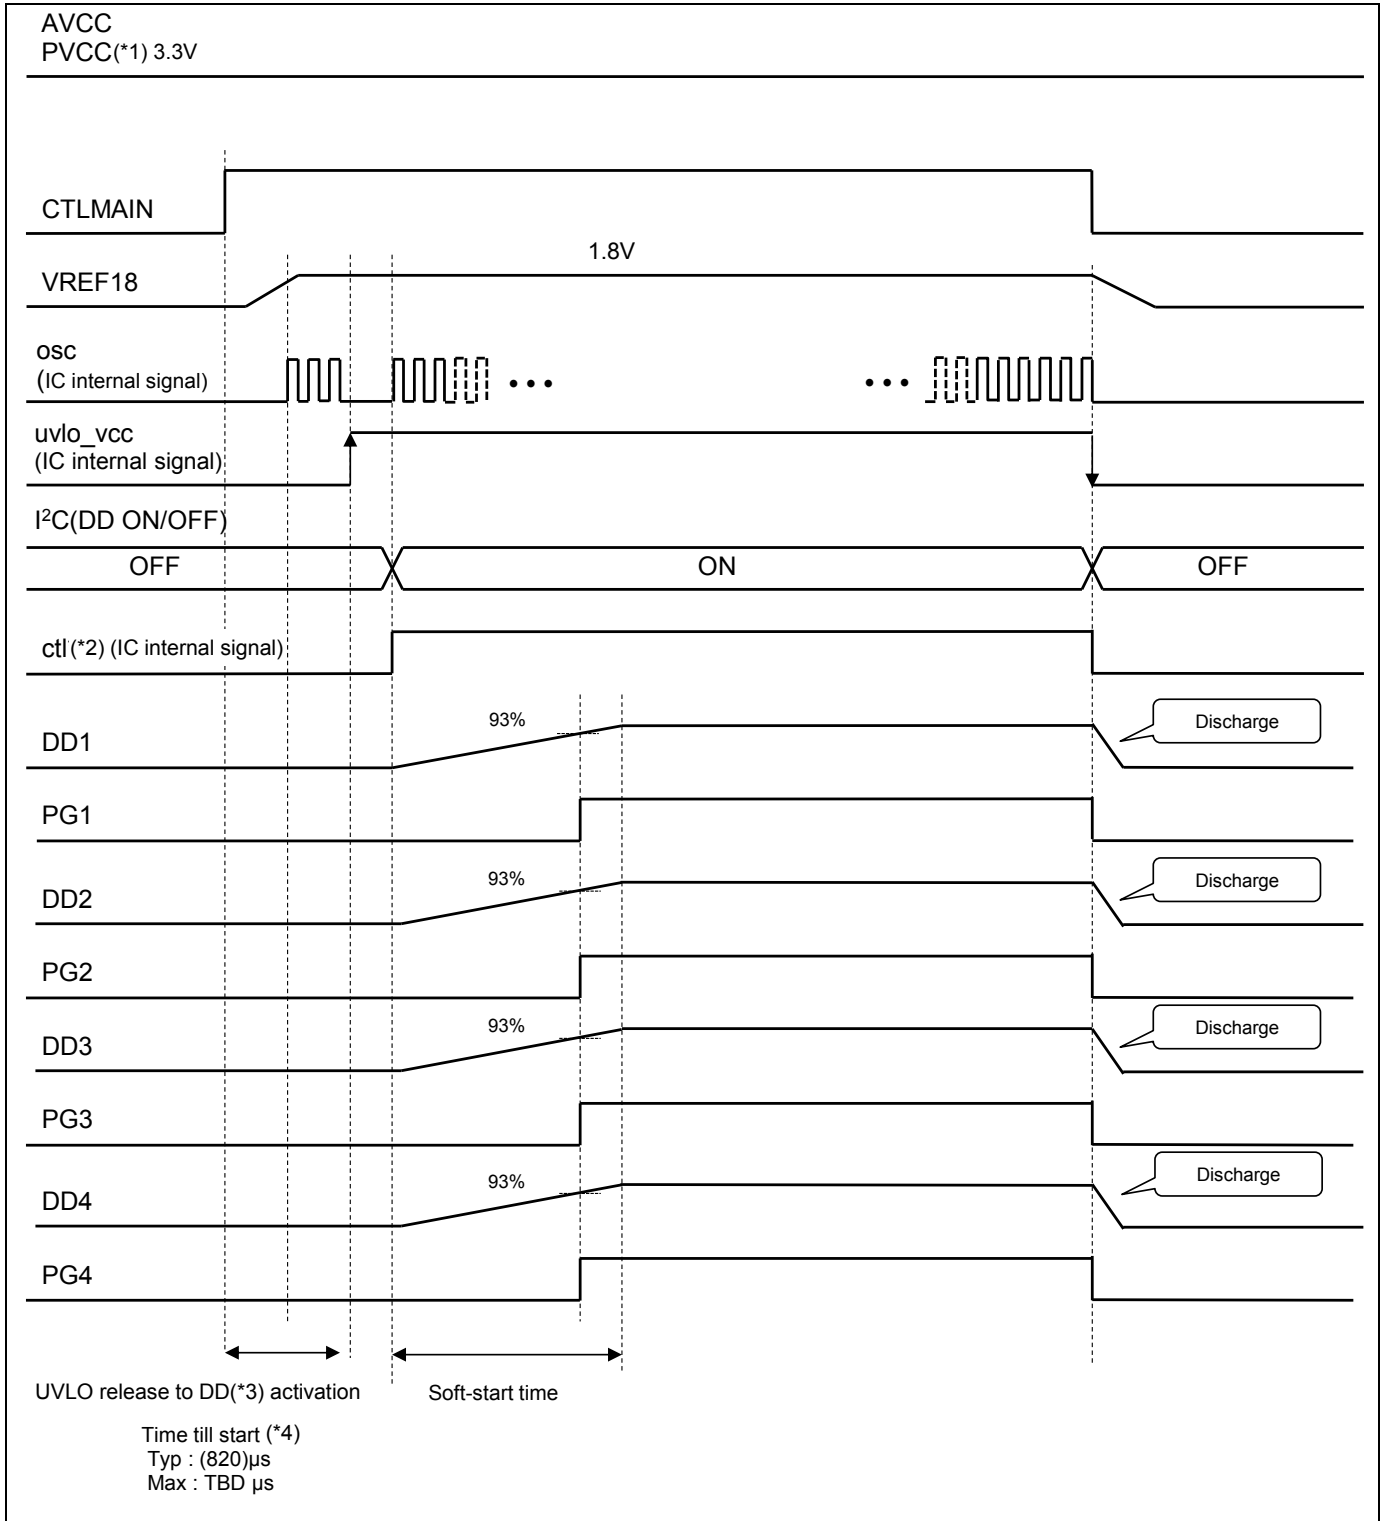 AVCC
PVCC(*1) 3.3V
CTLMAIN
1.8V
VREF18
osc
(IC internal signal)
• • •
• • •
uvlo_vcc
(IC internal signal)
I²C(DD ON/OFF)
OFF
ON
OFF
ctl(*2) (IC internal signal)
93%
Discharge
DD1
PG1
93%
Discharge
DD2
PG2
93%
Discharge
DD3
PG3
93%
Discharge
DD4
PG4
UVLO release to DD(*3) activation
Soft-start time
Time till start (*4)
Typ : (820)µs
Max : TBD µs